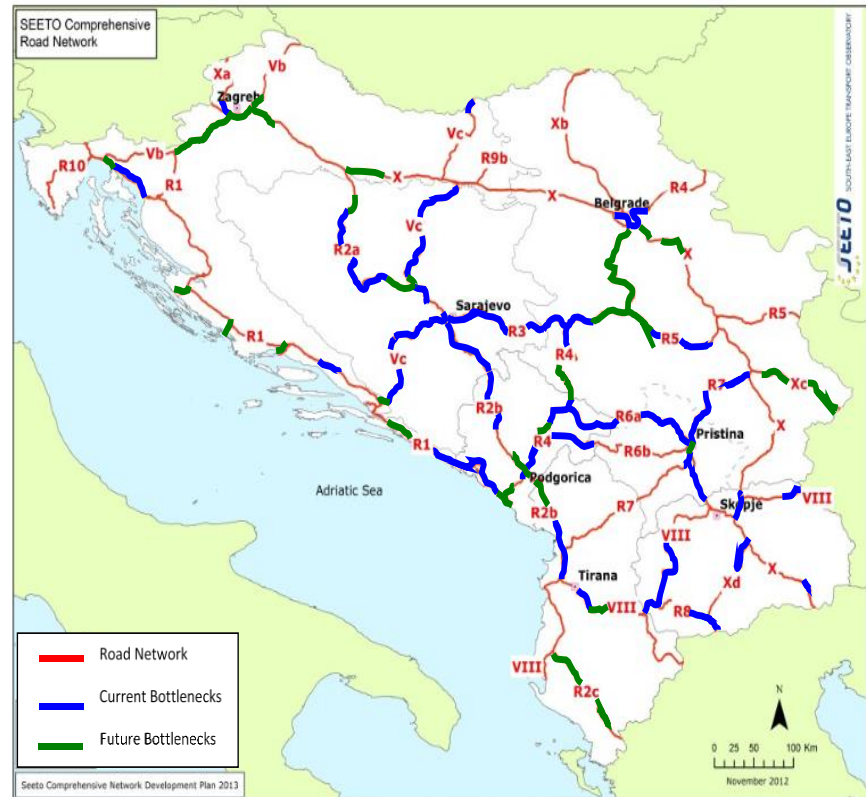 SEETO Comprehensive
Road Network
SOUTH-EAST EUROPE TRANSPORT OBSERVATORY
SEETO
Xa
Vb
Zagreb
Vc
Xb
R10
Vb
R1
X
R9b
X
Belgrade
R4
X
R2a
Vc
Sarajevo
R3
R5
R5
R1
Vc
R4
R2b
R7
Xc
R6a
X
R1
R4
R6b
Pristina
Adriatic Sea
Podgorica
R2b
R7
Skopje
VIII
VIII
Tirana
Xd
X
VIII
R8
VIII
R2c
Road Network
Current Bottlenecks
Future Bottlenecks
N
0 25 50 100 Km
November 2012
Seeto Comprehensive Network Development Plan 2013